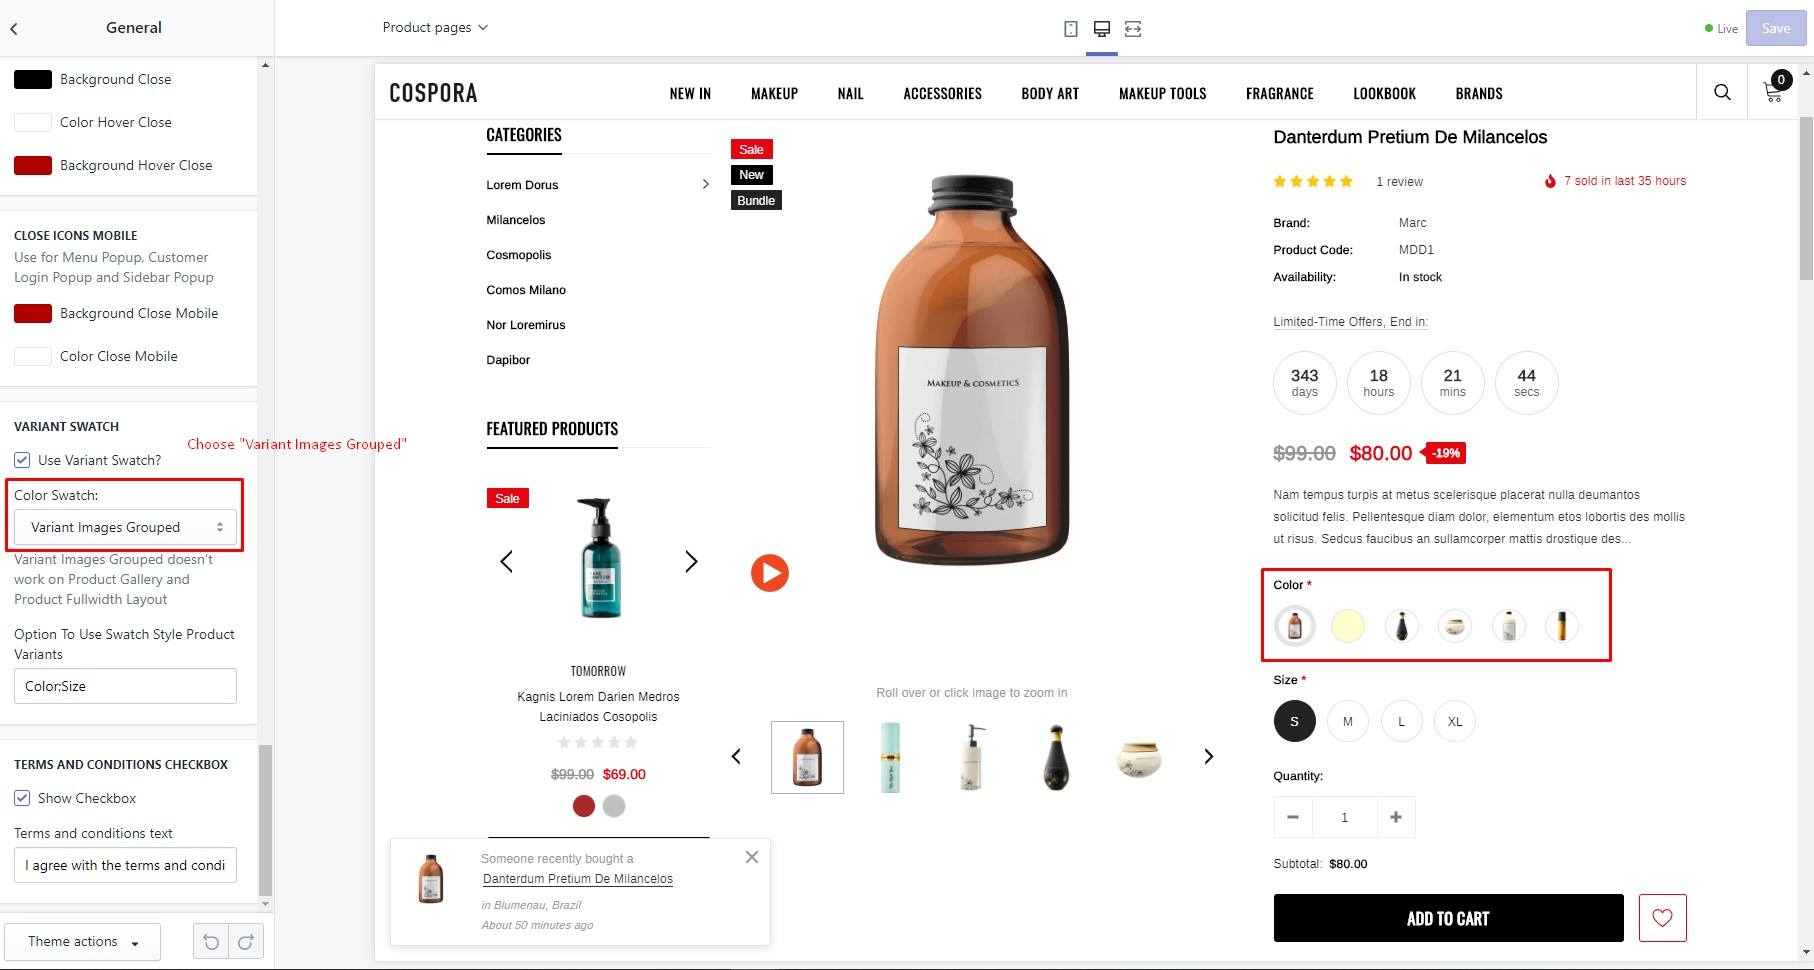 General
Product pages
Live
Save
Background Close
Color Hover Close
Background Hover Close
CLOSE ICONS MOBILE
Use for Menu Popup, Customer
Login Popup and Sidebar Popup
Background Close Mobile
Color Close Mobile
VARIANT SWATCH
Choose "Variant Images Grouped"
Use Variant Swatch?
Color Swatch:
Variant Images Grouped
Variant Images Grouped doesn't
work on Product Gallery and
Product Fullwidth Layout
Option To Use Swatch Style Product
Variants
Color;Size
TERMS AND CONDITIONS CHECKBOX
Show Checkbox
Terms and conditions text
I agree with the terms and condi
Theme actions
COSPORA
NEW IN MAKEUP NAIL ACCESSORIES BODY ART MAKEUP TOOLS FRAGRANCE LOOKBOOK BRANDS
0
CATEGORIES
Lorem Dorus
Milancelos
Cosmopolis
Comos Milano
Nor Loremirus
Dapibor
FEATURED PRODUCTS
Sale
TOMORROW
Kagnis Lorem Darien Medros
Laciniados Cosopolis
$99.00 $69.00
Someone recently bought a
Danterdum Pretium De Milancelos
in Blumenau, Brazil
About 50 minutes ago
Sale
New
Bundle
MAKEUP & COSMETICS
Roll over or click image to zoom in
Danterdum Pretium De Milancelos
1 review
7 sold in last 35 hours
Brand: Marc
Product Code: MDD1
Availability: In stock
Limited-Time Offers, End in:
343 18 21 44
days hours mins secs
$99.00 $80.00 -19%
Nam tempus turpis at metus scelerisque placerat nulla deumantos
solicitud felis. Pellentesque diam dolor, elementum etos lobortis des mollis
ut risus. Sedcus faucibus an sullamcorper mattis drostique des...
Color *
Size *
S M L XL
Quantity:
1
Subtotal: $80.00
ADD TO CART